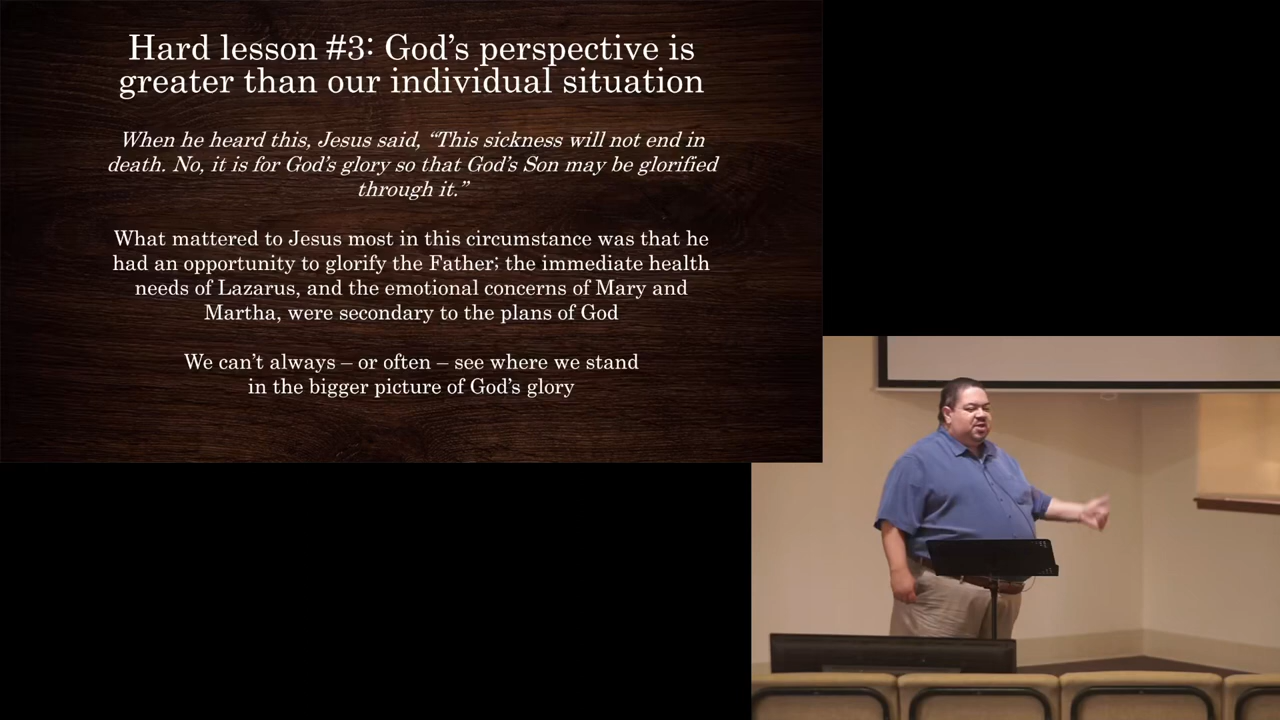 Hard lesson #3: God’s perspective is
greater than our individual situation
When he heard this, Jesus said, “This sickness will not end in
death. No, it is for God’s glory so that God’s Son may be glorified
through it.”
What mattered to Jesus most in this circumstance was that he
had an opportunity to glorify the Father; the immediate health
needs of Lazarus, and the emotional concerns of Mary and
Martha, were secondary to the plans of God
We can’t always – or often – see where we stand
in the bigger picture of God’s glory